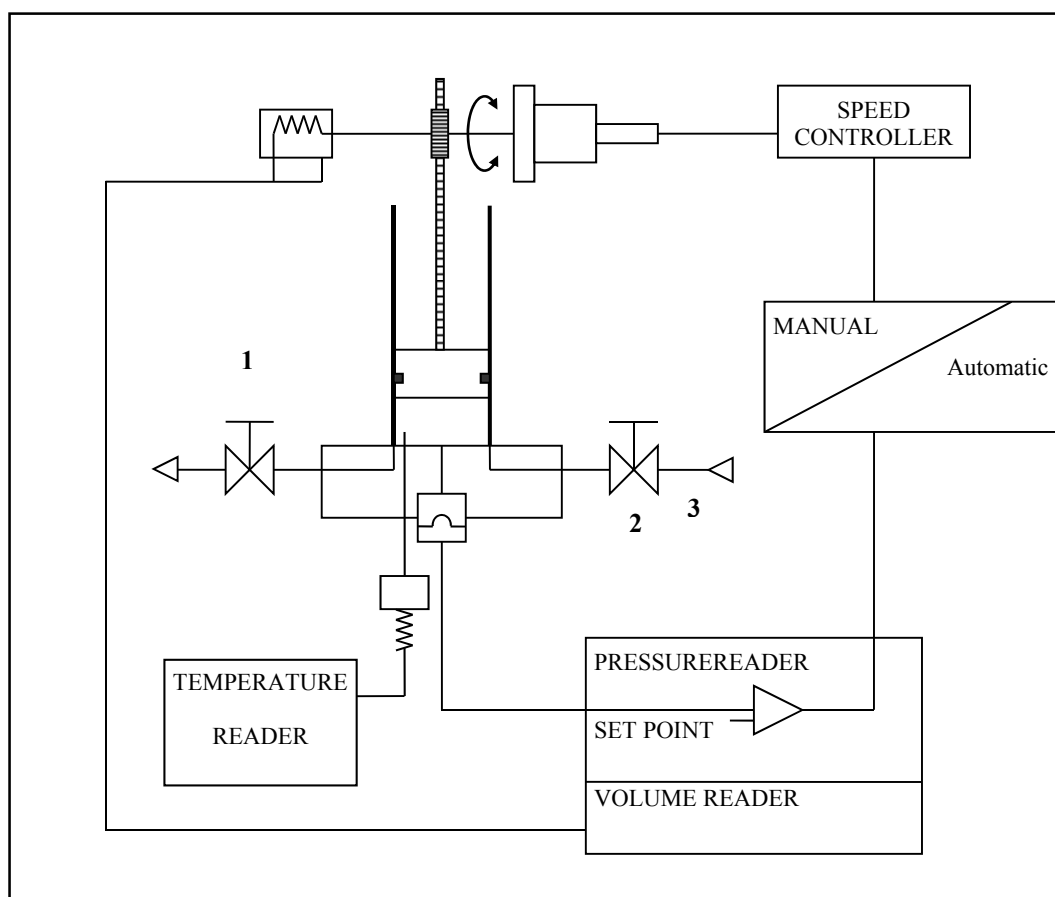 SPEED
CONTROLLER
MANUAL
Automatic
1
2
3
TEMPERATURE
READER
PRESSUREREADER
SET POINT
VOLUME READER